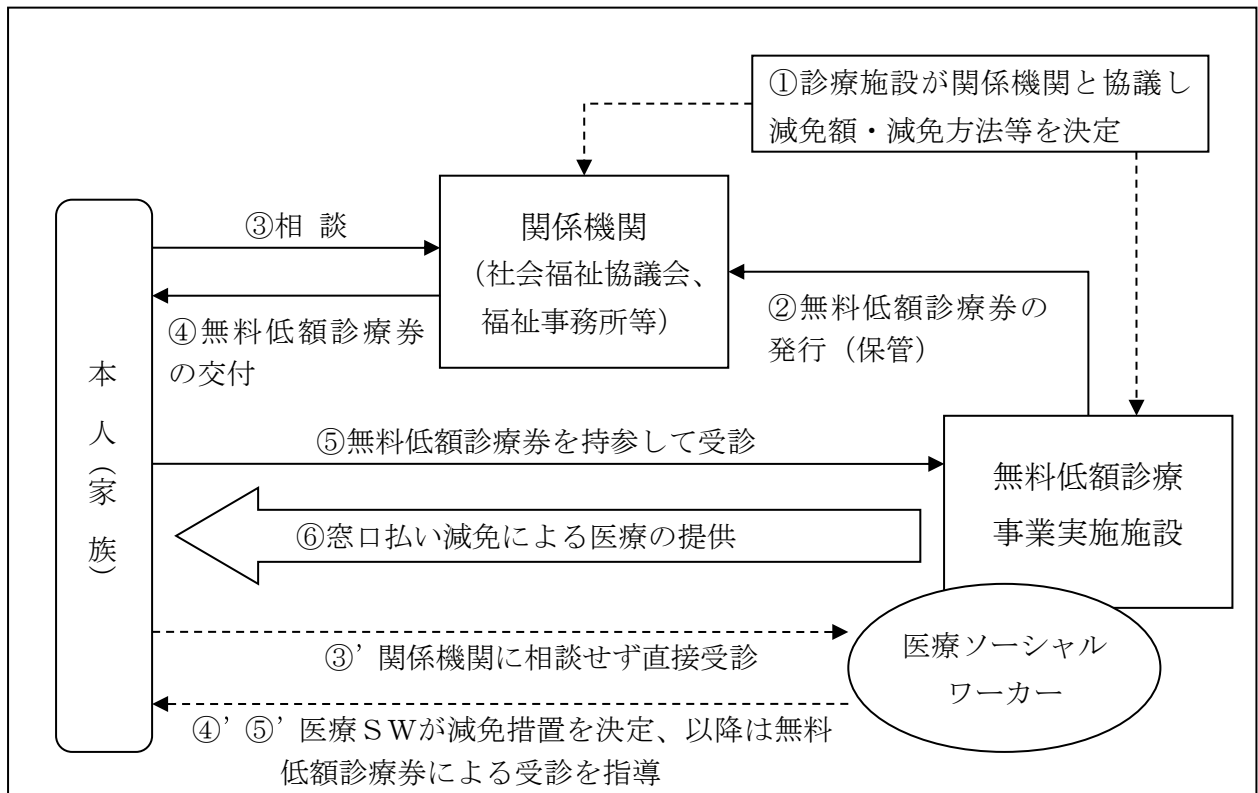 ①診療施設が関係機関と協議し
減免額・減免方法等を決定
③相 談
関係機関
（社会福祉協議会、
福祉事務所等）
④無料低額診療券
の交付
②無料低額診療券の
発行（保管）
本人（家族）
⑤無料低額診療券を持参して受診
無料低額診療
事業実施施設
⑥窓口払い減免による医療の提供
③’関係機関に相談せず直接受診
医療ソーシャル
ワーカー
④’⑤’医療ＳＷが減免措置を決定、以降は無料
低額診療券による受診を指導